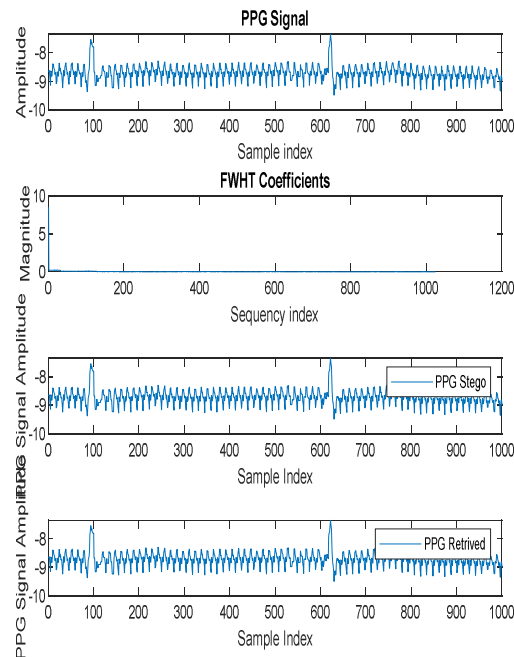 PPG Signal
Amplitude
-8
-9
-10
0 100 200 300 400 500 600 700 800 900 1000
Sample index
FWHT Coefficients
Magnitude
10
5
0
0 200 400 600 800 1000 1200
Sequency index
PPG Signal Amplitude
-8
-9
-10
PPG Stego
0 100 200 300 400 500 600 700 800 900 1000
Sample Index
PPG Signal Amplitude
-8
-9
-10
PPG Retrived
0 100 200 300 400 500 600 700 800 900 1000
Sample Index